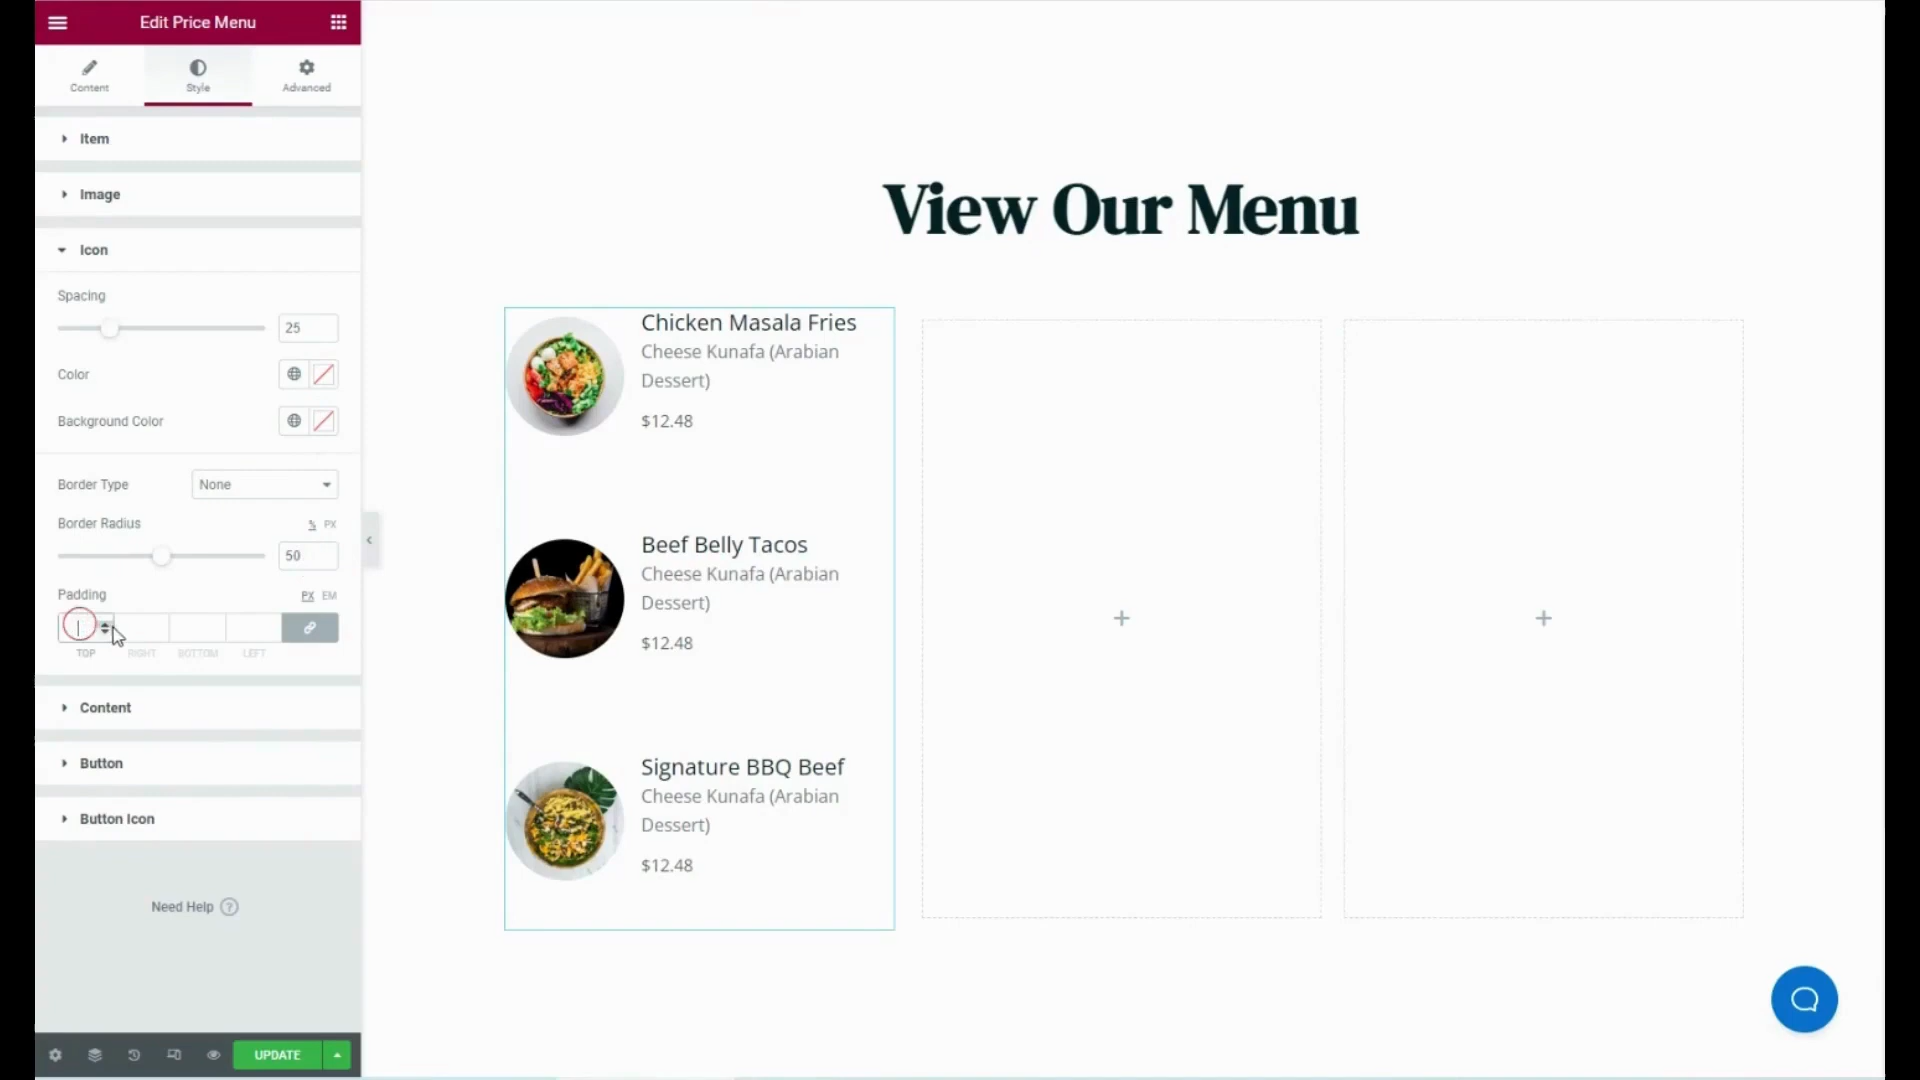 Edit Price Menu
Content
Style
Advanced
Item
Image
Icon
Spacing
25
Color
Background Color
Border Type
None
Border Radius
% PX
50
Padding
PX EM
TOP RIGHT BOTTOM LEFT
Content
Button
Button Icon
Need Help ?
UPDATE
View Our Menu
Chicken Masala Fries
Cheese Kunafa (Arabian
Dessert)
$12.48
Beef Belly Tacos
Cheese Kunafa (Arabian
Dessert)
$12.48
Signature BBQ Beef
Cheese Kunafa (Arabian
Dessert)
$12.48